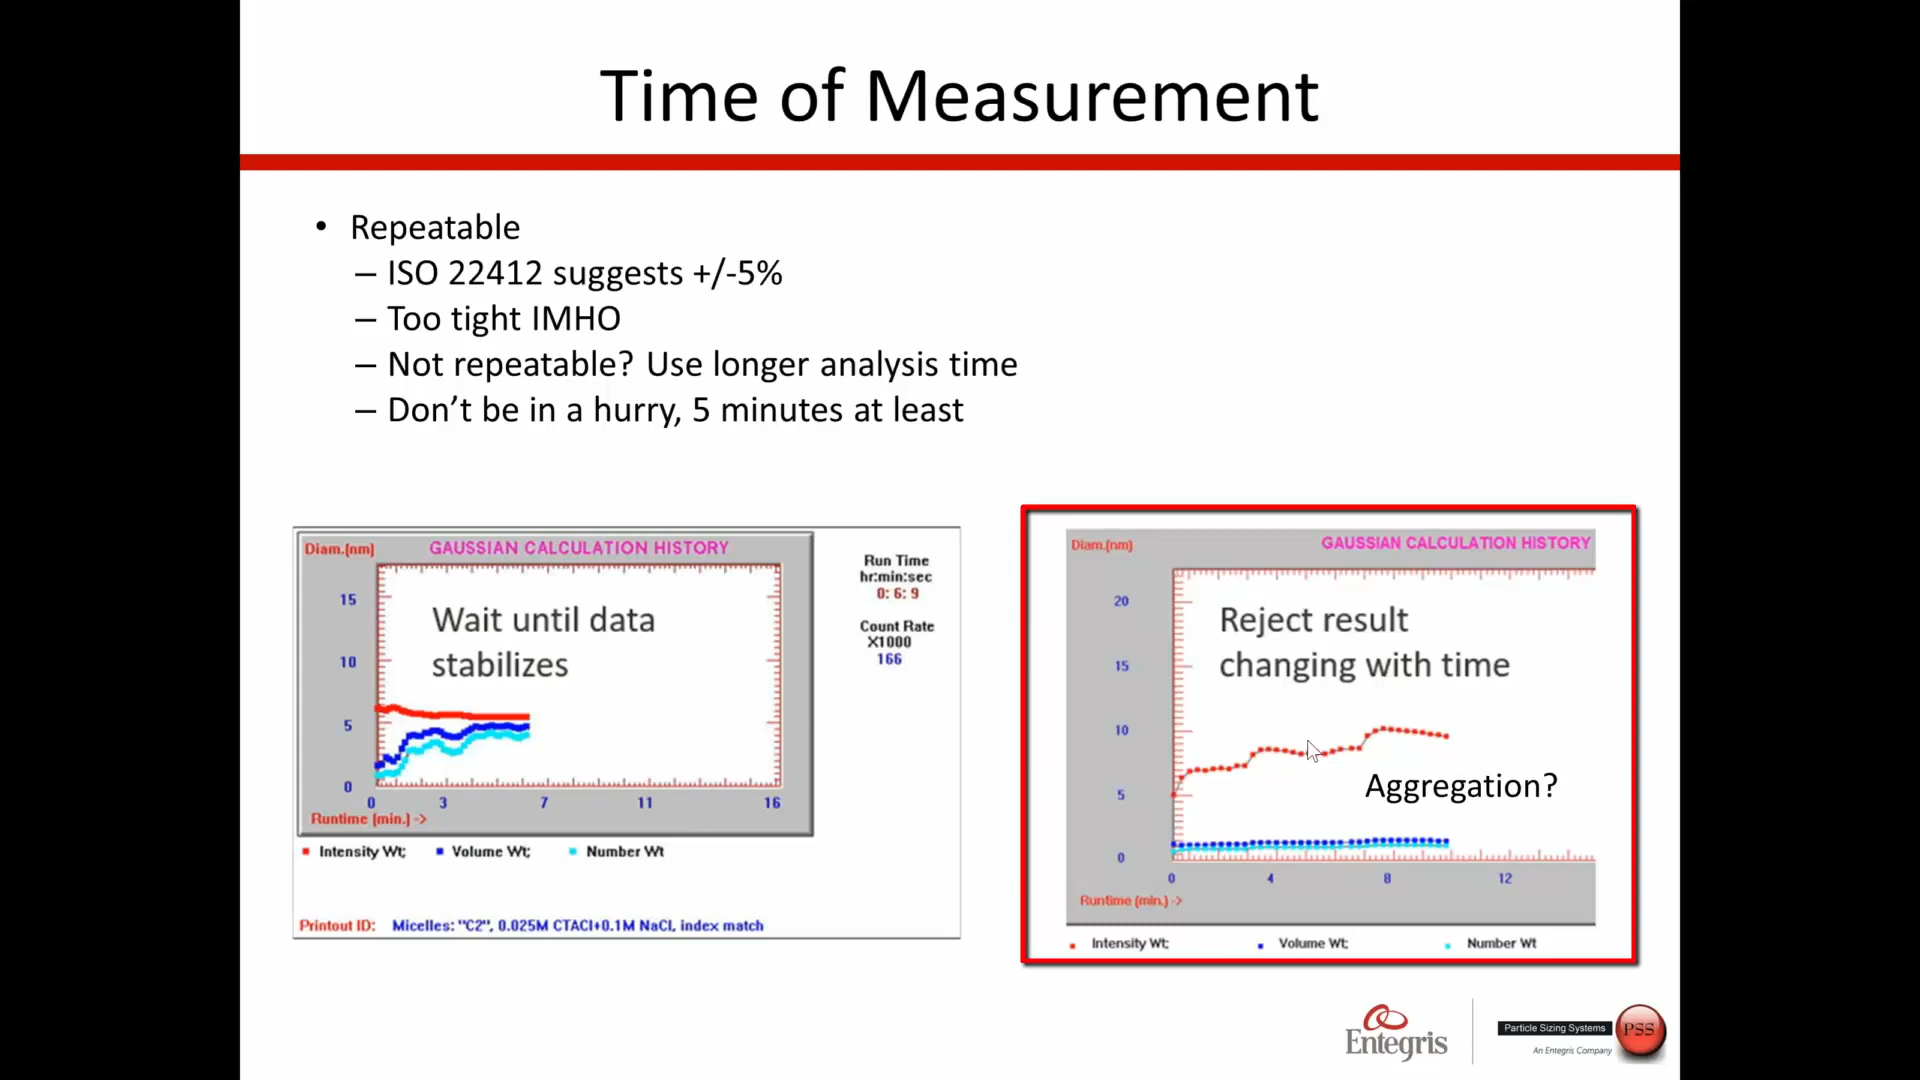 Time of Measurement
• Repeatable
– ISO 22412 suggests +/-5%
– Too tight IMHO
– Not repeatable? Use longer analysis time
– Don’t be in a hurry, 5 minutes at least
Diam.(nm) GAUSSIAN CALCULATION HISTORY
15
10
5
0
Wait until data
stabilizes
0 3 7 11 16
Runtime (min.) ->
Intensity Wt; Volume Wt; Number Wt
Run Time
hr:min:sec
0: 6: 9
Count Rate
X1000
166
Printout ID: Micelles: "C2", 0.025M CTACl+0.1M NaCl, index match
Diam.(nm) GAUSSIAN CALCULATION HISTORY
20
15
10
5
0
Reject result
changing with time
Aggregation?
0 4 8 12
Runtime (min.) ->
Intensity Wt; Volume Wt; Number Wt
Entegris
Particle Sizing Systems
PSS
An Entegris Company